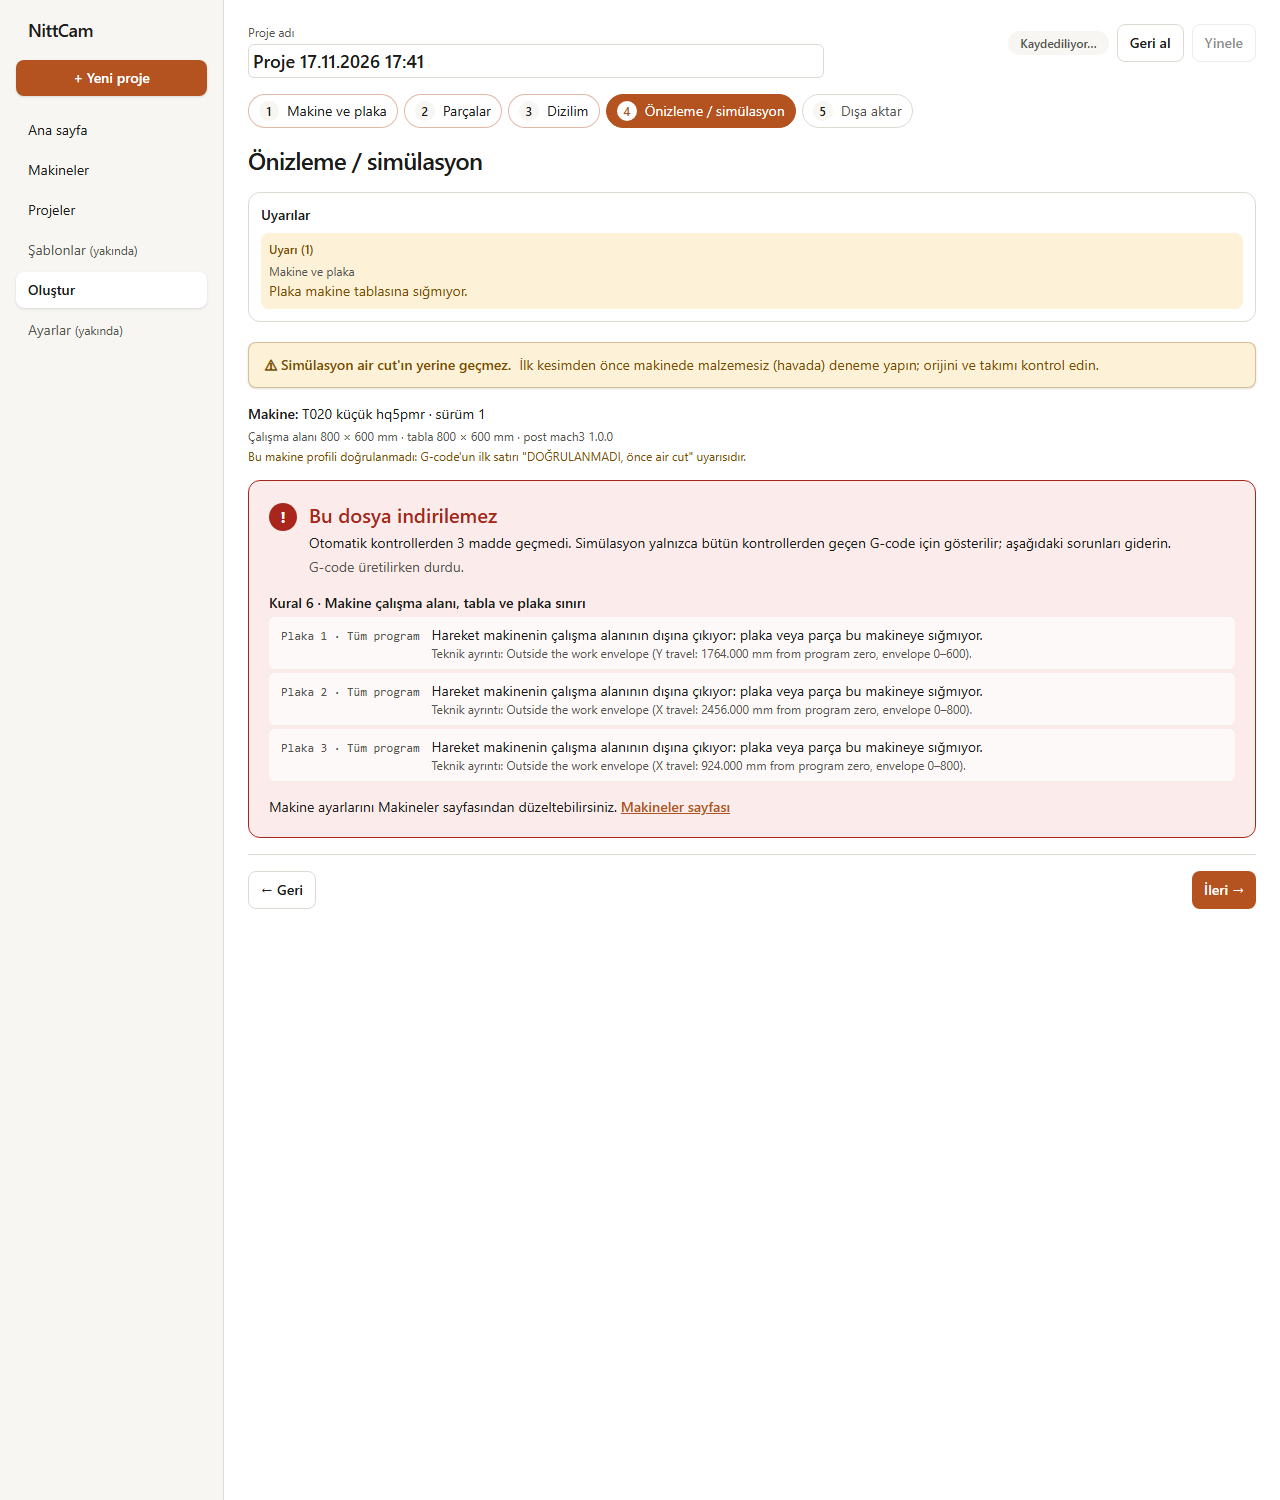 NittCam
+ Yeni proje
Ana sayfa
Makineler
Projeler
Şablonlar (yakında)
Oluştur
Ayarlar (yakında)
Proje adı
Proje 17.11.2026 17:41
Kaydediliyor...
Geri al
Yinele
1 Makine ve plaka
2 Parçalar
3 Dizilim
4 Önizleme / simülasyon
5 Dışa aktar
Önizleme / simülasyon
Uyarılar
Uyarı (1)
Makine ve plaka
Plaka makine tablasına sığmıyor.
⚠ Simülasyon air cut'ın yerine geçmez. İlk kesimden önce makinede malzemesiz (havada) deneme yapın; orijini ve takımı kontrol edin.
Makine: T020 küçük hq5pmr · sürüm 1
Çalışma alanı 800 × 600 mm · tabla 800 × 600 mm · post mach3 1.0.0
Bu makine profili doğrulanmadı: G-code'un ilk satırı "DOĞRULANMADI, önce air cut" uyarısıdır.
! Bu dosya indirilemez
Otomatik kontrollerden 3 madde geçmedi. Simülasyon yalnızca bütün kontrollerden geçen G-code için gösterilir; aşağıdaki sorunları giderin.
G-code üretilirken durdu.
Kural 6 · Makine çalışma alanı, tabla ve plaka sınırı
Plaka 1 · Tüm program Hareket makinenin çalışma alanının dışına çıkıyor: plaka veya parça bu makineye sığmıyor.
Teknik ayrıntı: Outside the work envelope (Y travel: 1764.000 mm from program zero, envelope 0–600).
Plaka 2 · Tüm program Hareket makinenin çalışma alanının dışına çıkıyor: plaka veya parça bu makineye sığmıyor.
Teknik ayrıntı: Outside the work envelope (X travel: 2456.000 mm from program zero, envelope 0–800).
Plaka 3 · Tüm program Hareket makinenin çalışma alanının dışına çıkıyor: plaka veya parça bu makineye sığmıyor.
Teknik ayrıntı: Outside the work envelope (X travel: 924.000 mm from program zero, envelope 0–800).
Makine ayarlarını Makineler sayfasından düzeltebilirsiniz. Makineler sayfası
← Geri
İleri →